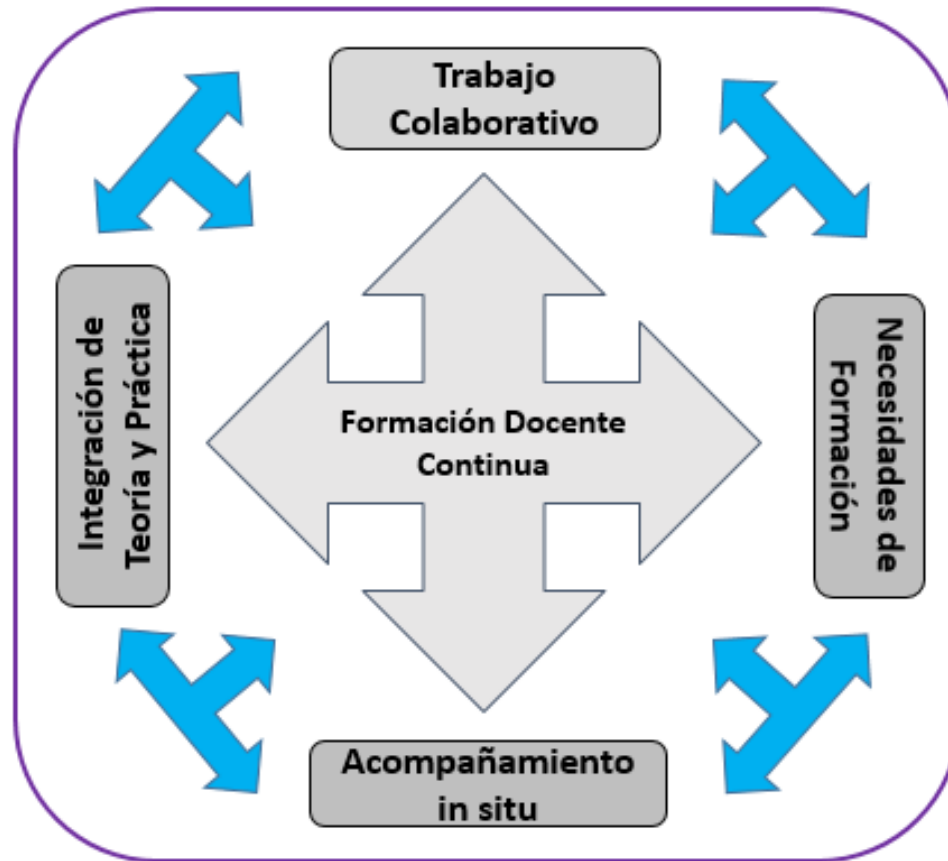 Trabajo
Colaborativo
Integración de
Teoría y Práctica
Formación Docente
Continua
Necesidades de
Formación
Acompañamiento
in situ